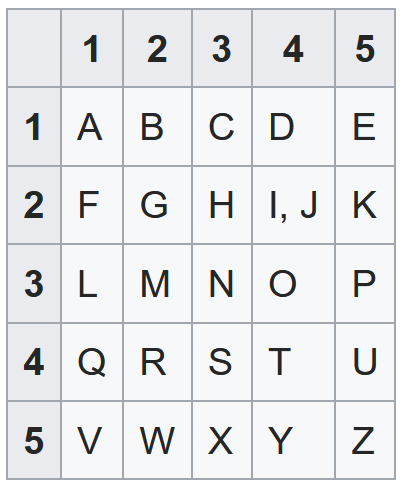 1 2 3 4 5
1 A B C D E
2 F G H I, J K
3 L M N O P
4 Q R S T U
5 V W X Y Z